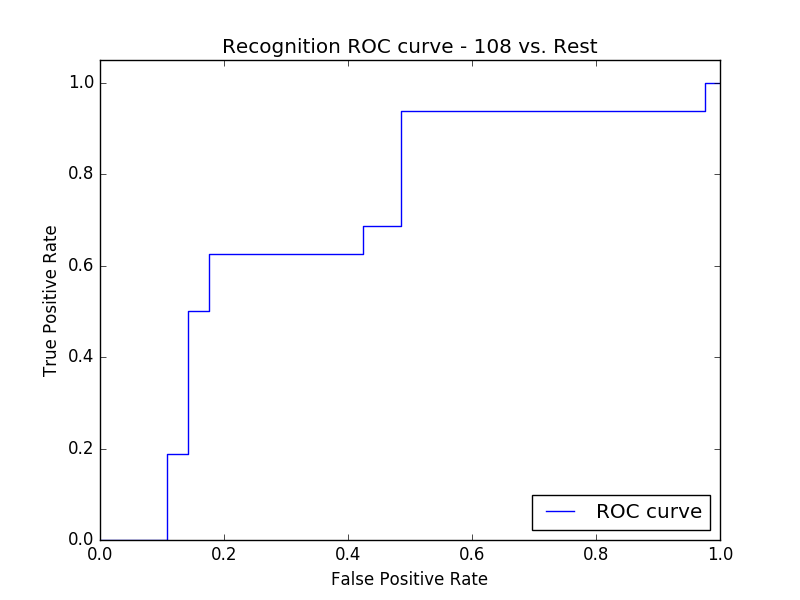 Recognition ROC curve - 108 vs. Rest
1.0
0.8
0.6
0.4
0.2
0.0
True Positive Rate
ROC curve
0.0 0.2 0.4 0.6 0.8 1.0
False Positive Rate